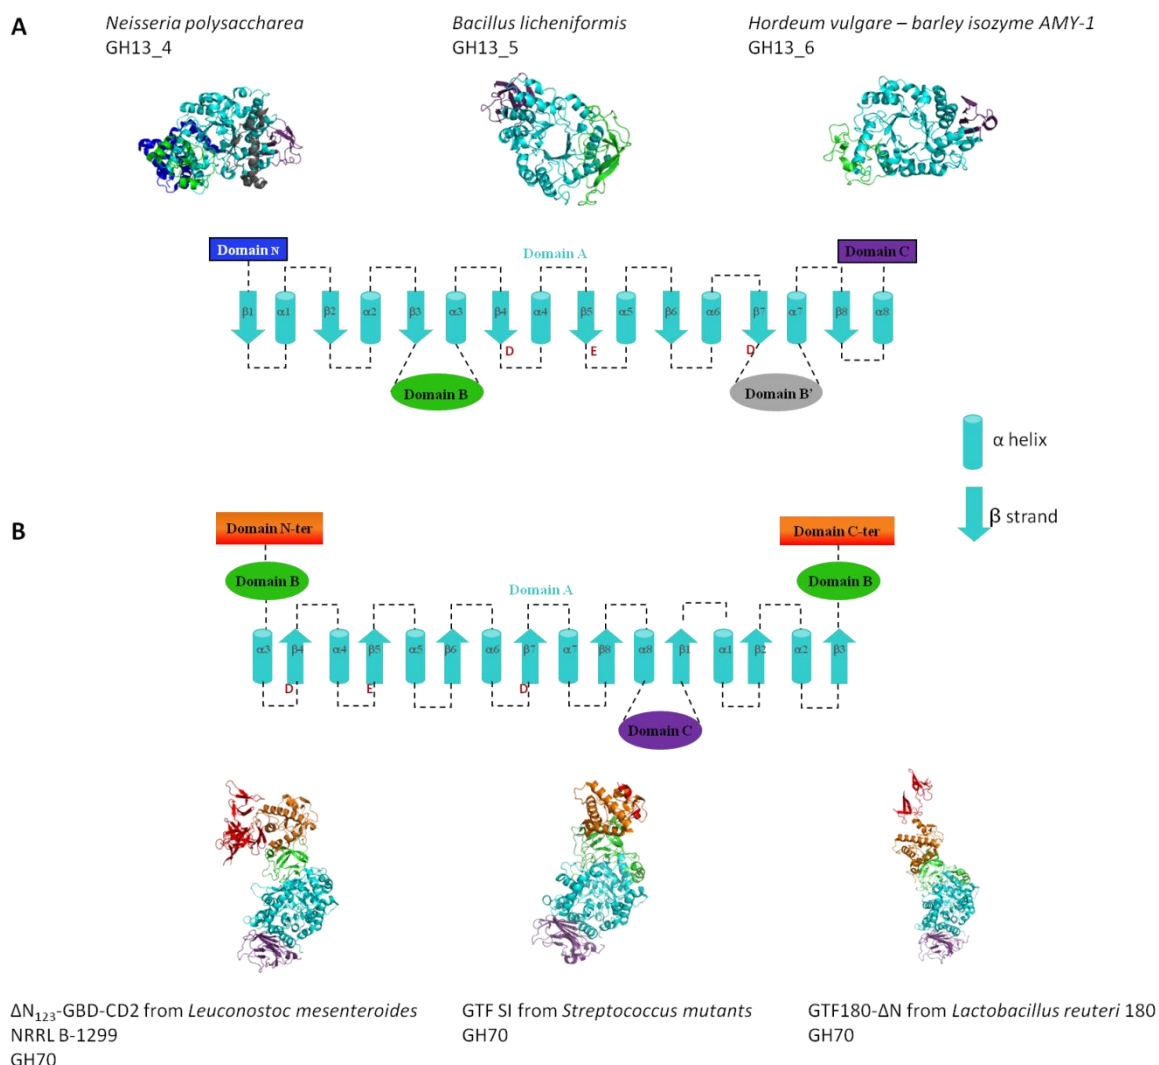 A
Neisseria polysaccharea
GH13_4
Bacillus licheniformis
GH13_5
Hordeum vulgare – barley isozyme AMY-1
GH13_6
Domain N
Domain A
Domain C
β1 α1 β2 α2 β3 α3 β4 α4 β5 α5 β6 α6 β7 α7 β8 α8
D E D
Domain B
Domain B'
α helix
β strand
B
Domain N-ter
Domain C-ter
Domain B
Domain A
Domain B
α3 β4 α4 β5 α5 β6 α6 β7 α7 β8 α8 β1 α1 β2 α2 β3
D E D
Domain C
ΔN₁₂₃-GBD-CD2 from Leuconostoc mesenteroides
NRRL B-1299
GH70
GTF SI from Streptococcus mutants
GH70
GTF180-ΔN from Lactobacillus reuteri 180
GH70